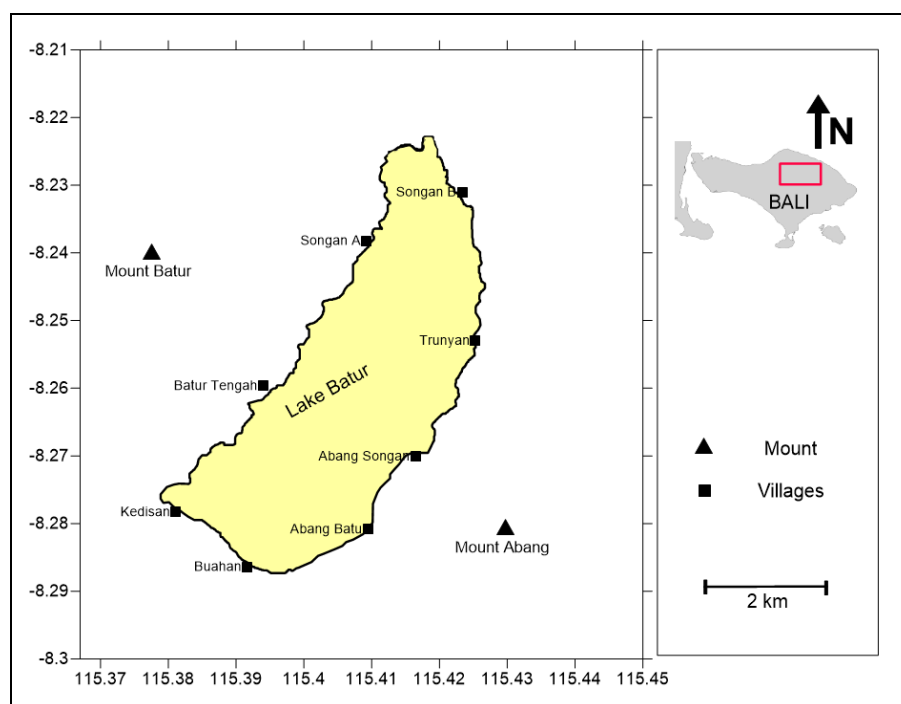 -8.21
-8.22
-8.23
-8.24
-8.25
-8.26
-8.27
-8.28
-8.29
-8.3
115.37 115.38 115.39 115.4 115.41 115.42 115.43 115.44 115.45
Songan B
Songan A
Mount Batur
Trunyan
Batur Tengah
Lake Batur
Abang Songan
Kedisan
Abang Batu
Mount Abang
Buahan
N
BALI
Mount
Villages
2 km